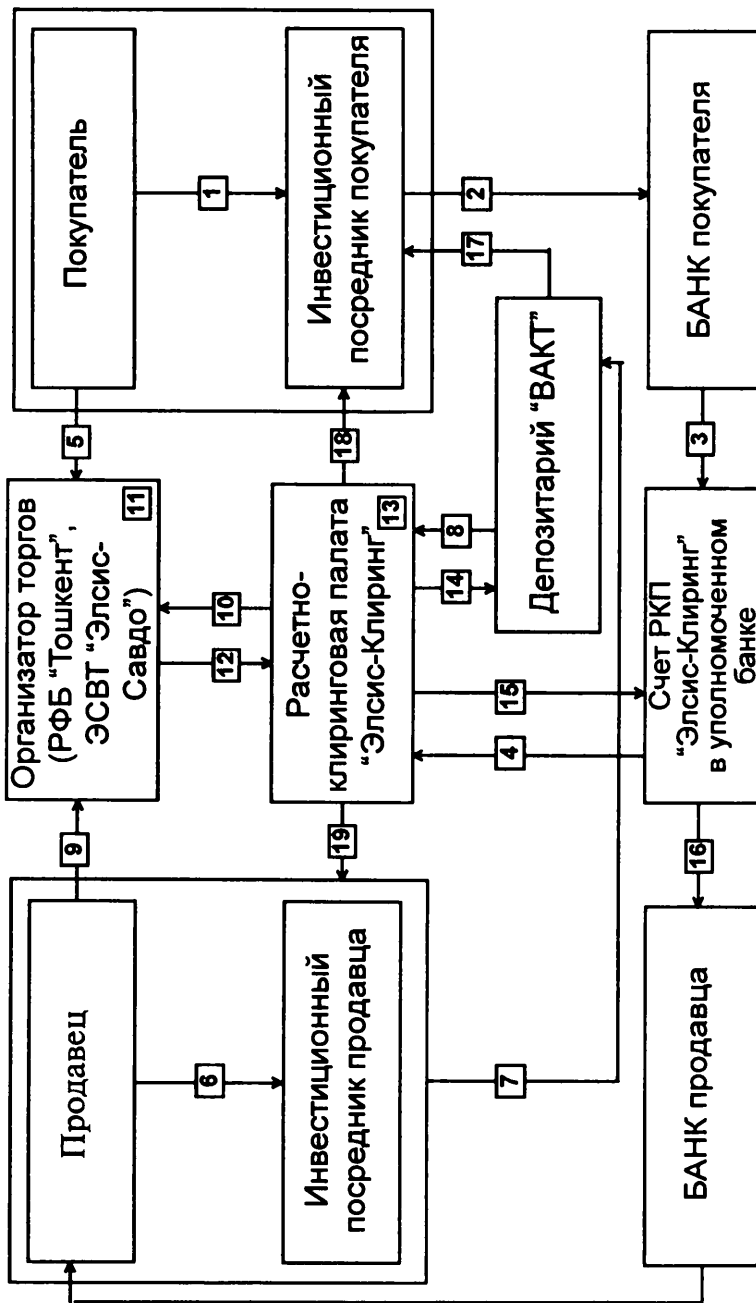 Продавец
9
Организатор торгов
(РФБ “Тошкент”,
ЭСВТ “Элсис-
Савдо”)
11
5
Покупатель
6
12
10
1
Инвестиционный
посредник продавца
19
Расчетно-
клиринговая палата
“Элсис-Клиринг”
13
18
Инвестиционный
посредник покупателя
7
4
15
14
8
17
2
Депозитарий “ВАКТ”
БАНК продавца
16
Счет РКП
“Элсис-Клиринг”
в уполномоченном
банке
3
БАНК покупателя